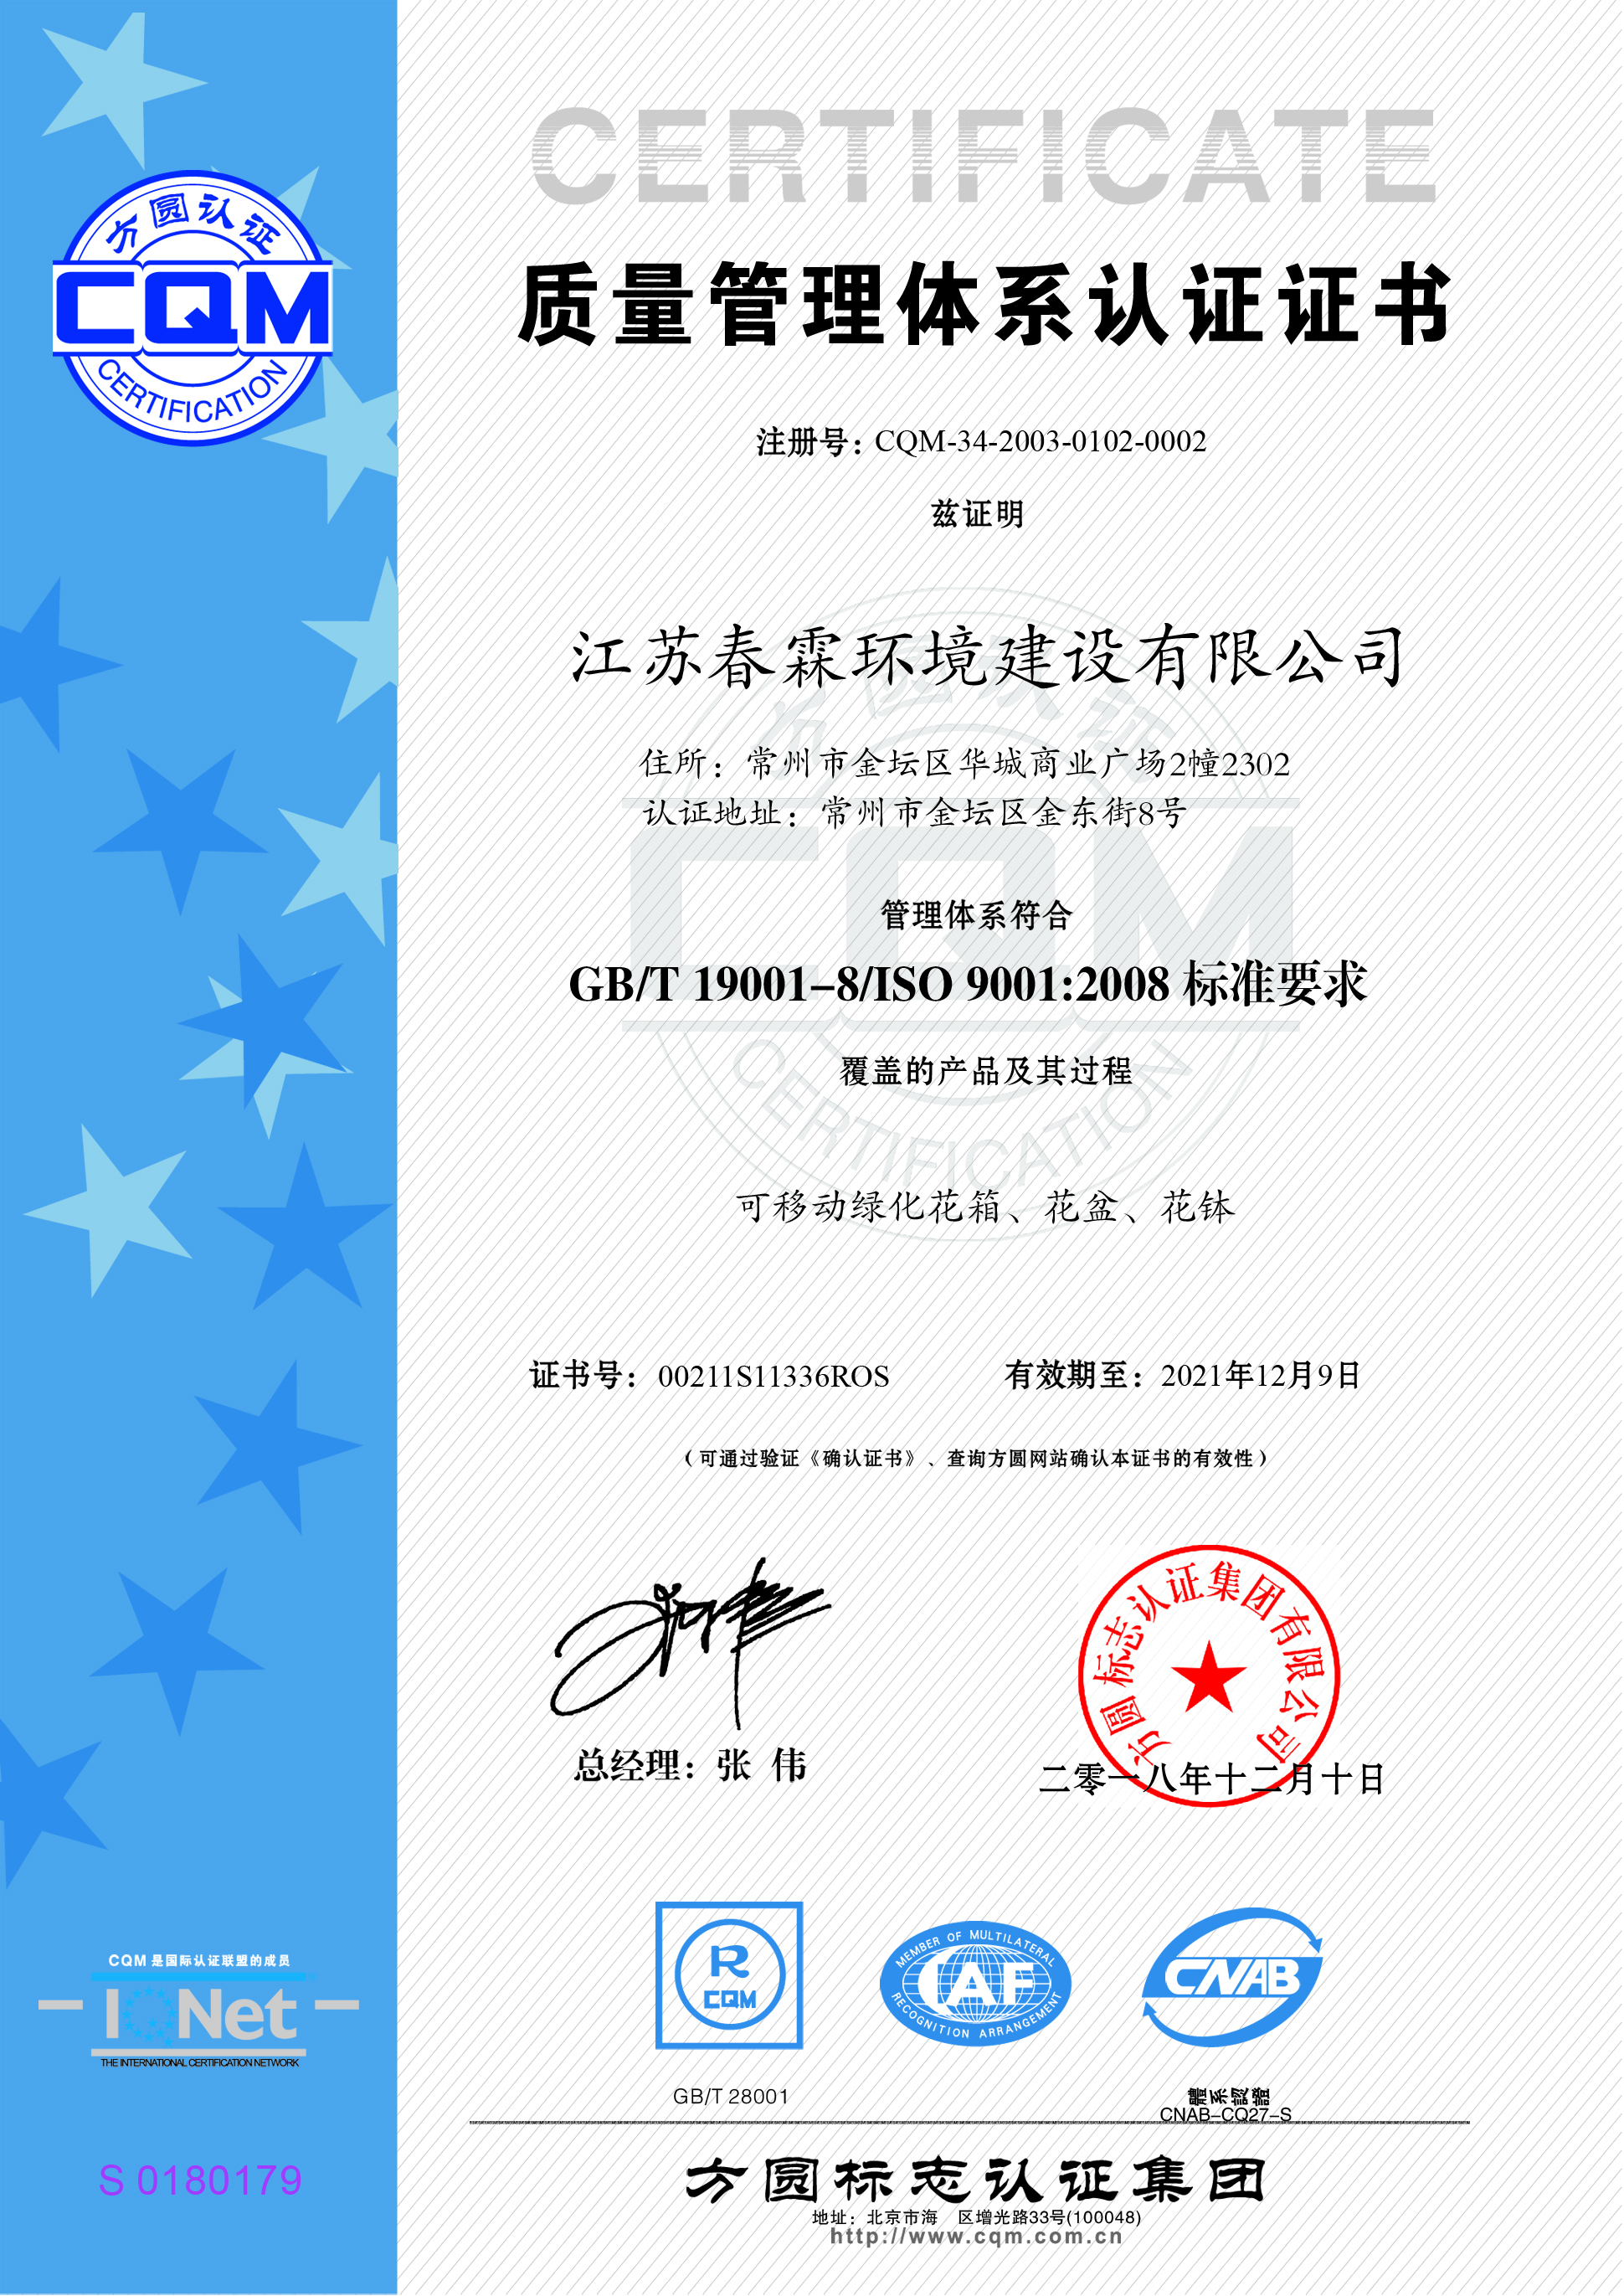 CERTIFICATE
方圆认证
CQM
CERTIFICATION
质量管理体系认证证书
注册号：CQM-34-2003-0102-0002
兹证明
江苏春霖环境建设有限公司
住所：常州市金坛区华城商业广场2幢2302
认证地址：常州市金坛区金东街8号
管理体系符合
GB/T 19001–8/ISO 9001:2008 标准要求
覆盖的产品及其过程
可移动绿化花箱、花盆、花钵
方圆认证
CQM
CERTIFICATION
证书号：00211S11336ROS 有效期至：2021年12月9日
（可通过验证《确认证书》、查询方圆网站确认本证书的有效性）
方圆标志认证集团有限公司
总经理：张 伟
二零一八年十二月十日
CQM 是国际认证联盟的成员
IQNet
THE INTERNATIONAL CERTIFICATION NETWORK
R
CQM
GB/T 28001
MEMBER OF MULTILATERAL
IAF
RECOGNITION ARRANGEMENT
CNAB
體系認證
CNAB–CQ27–S
S 0180179
方圆标志认证集团
地址：北京市海 区增光路33号(100048)
http://www.cqm.com.cn